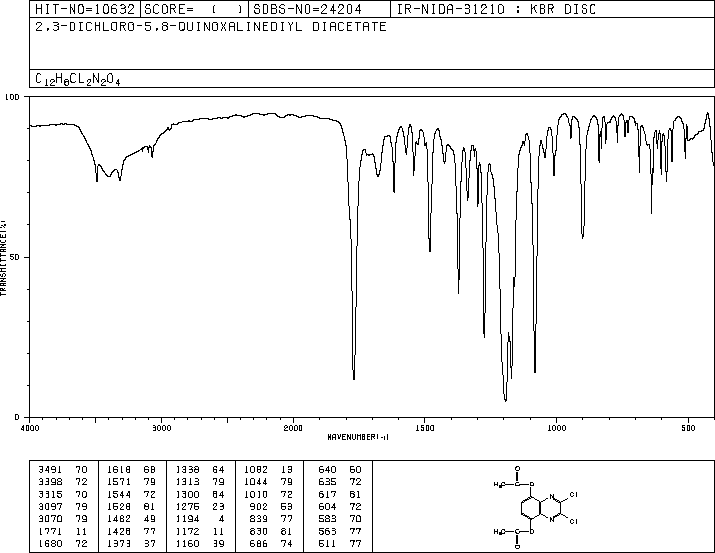 HIT-NO=10632 SCORE= ( ) SDBS-NO=24204 IR-NIDA-31210 : KBR DISC
2,3-DICHLORO-5,8-QUINOXALINEDIYL DIACETATE
C12H8CL2N2O4
100
50
0
TRANSMITTANCE(%)
4000 3000 2000 1500 1000 500
WAVENUMBER(-1)
3491 70 1618 68 1338 64 1082 13 640 60
3398 72 1571 79 1313 79 1044 79 635 72
3315 70 1544 72 1300 64 1010 72 617 81
3097 79 1528 81 1275 23 902 53 604 72
3070 79 1482 49 1194 4 839 77 583 70
1771 11 1428 77 1172 11 830 81 563 77
1680 72 1373 37 1160 39 686 74 511 77
O
H3C C O
N Cl
N Cl
H3C C O
O